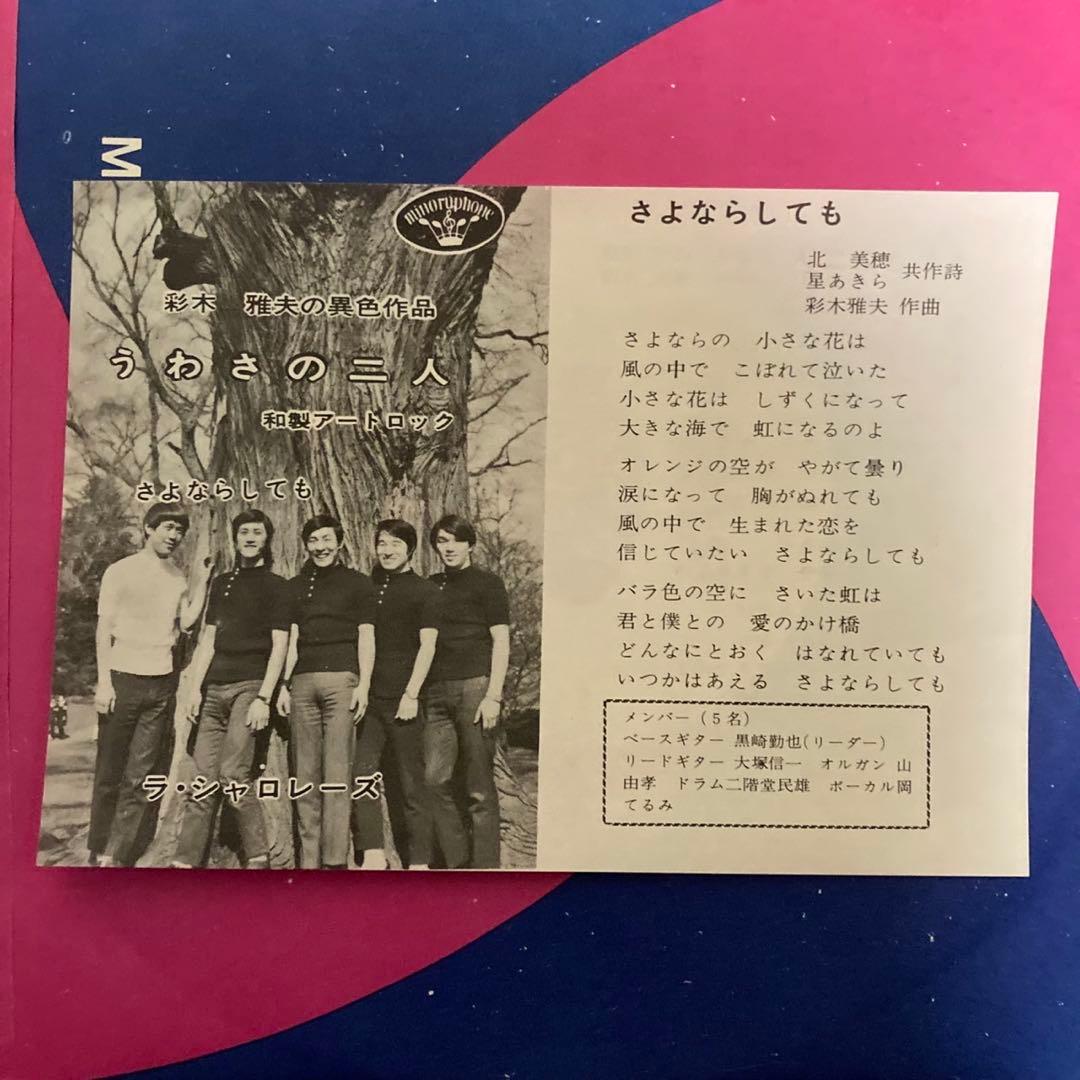 M
minoruphone
彩木 雅夫の異色作品
うわさの二人
和製アートロック
さよならしても
ラ・シャロレーズ
さよならしても
北 美穂
星あきら 共作詩
彩木雅夫 作曲
さよならの 小さな花は
風の中で こぼれて泣いた
小さな花は しずくになって
大きな海で 虹になるのよ
オレンジの空が やがて曇り
涙になって 胸がぬれても
風の中で 生まれた恋を
信じていたい さよならしても
バラ色の空に さいた虹は
君と僕との 愛のかけ橋
どんなにとおく はなれていても
いつかはあえる さよならしても
メンバー(5名)
ベースギター 黒崎勤也(リーダー)
リードギター 大塚信一 オルガン 山
由孝 ドラム二階堂民雄 ボーカル岡
てるみ